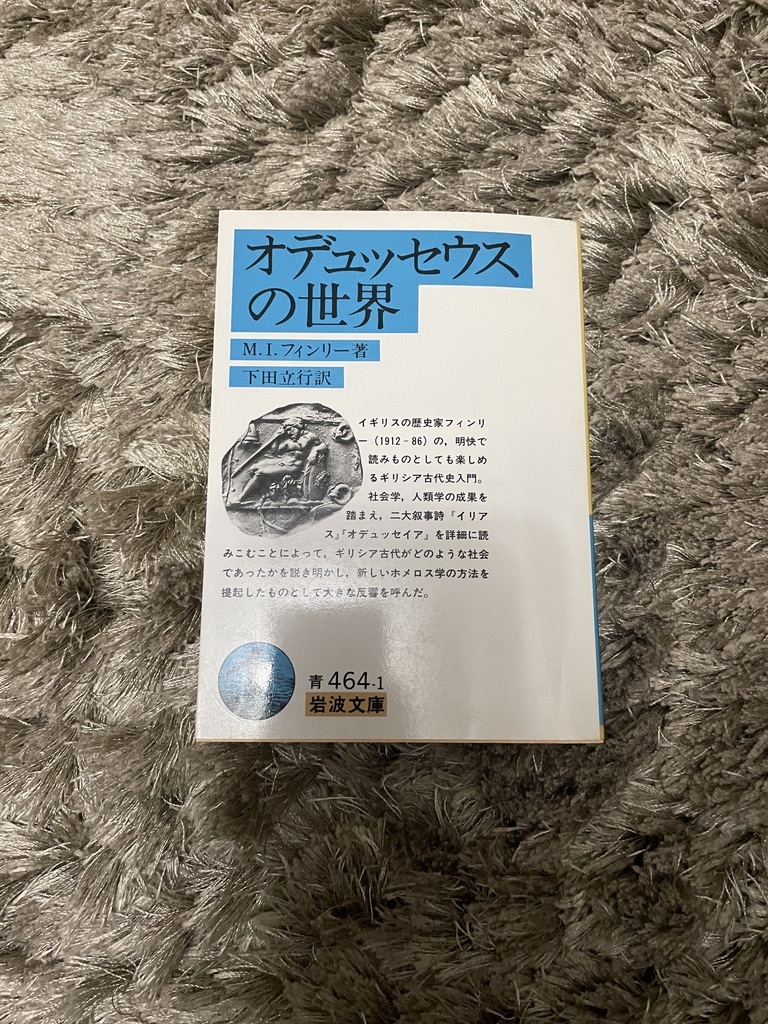 オデュッセウス
の世界
M.I.フィンリー著
下田立行訳
イギリスの歴史家フィンリ
ー(1912-86)の,明快で
読みものとしても楽しめ
るギリシア古代史入門。
社会学,人類学の成果を
踏まえ,二大叙事詩『イリア
ス』『オデュッセイア』を詳細に読
みこむことによって,ギリシア古代がどのような社会
であったかを説き明かし,新しいホメロス学の方法を
提起したものとして大きな反響を呼んだ。
青 464-1
岩波文庫